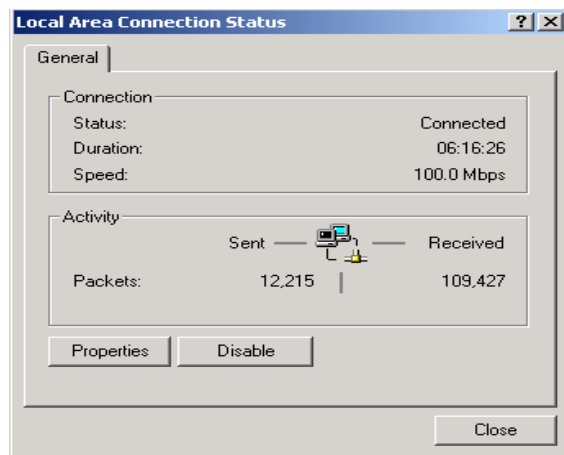 Local Area Connection Status ? ×
General
Connection
Status: Connected
Duration: 06:16:26
Speed: 100.0 Mbps
Activity
Sent Received
Packets: 12,215 109,427
Properties Disable
Close